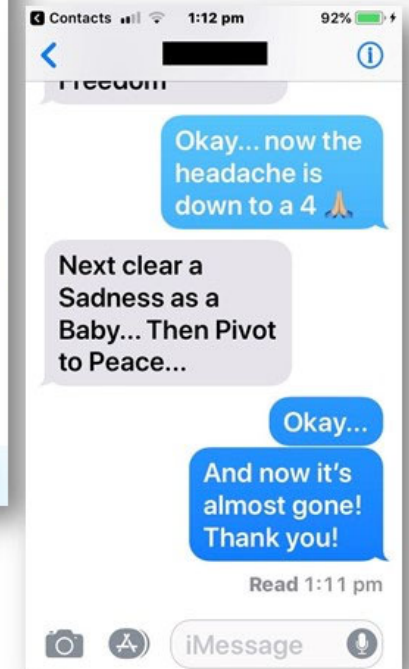 Contacts 1:12 pm 92%
Freedom
Okay... now the
headache is
down to a 4 🙏🏼
Next clear a
Sadness as a
Baby... Then Pivot
to Peace...
Okay...
And now it's
almost gone!
Thank you!
Read 1:11 pm
iMessage